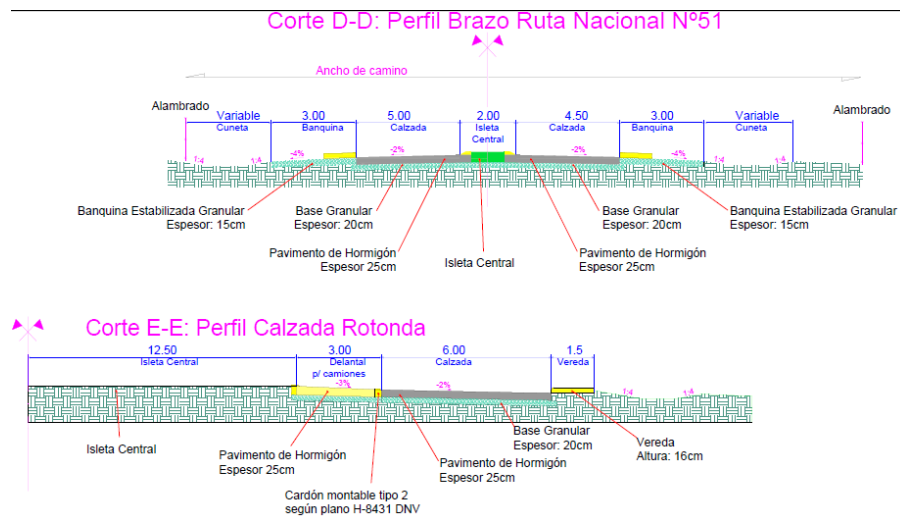 Corte D-D: Perfil Brazo Ruta Nacional Nº51
Ancho de camino
Alambrado
Alambrado
Variable 3.00 5.00 2.00 4.50 3.00 Variable
Cuneta Banquina Calzada Isleta Calzada Banquina Cuneta
Central
1:4 1:4 -4% -2% -2% -4% 1:4 1:4
Banquina Estabilizada Granular Base Granular Base Granular Banquina Estabilizada Granular
Espesor: 15cm Espesor: 20cm Espesor: 20cm Espesor: 15cm
Pavimento de Hormigón Isleta Central Pavimento de Hormigón
Espesor 25cm Espesor 25cm
Corte E-E: Perfil Calzada Rotonda
12.50 3.00 6.00 1.5
Isleta Central Delantal Calzada Vereda
p/ camiones
-3% -2% 1:4 1:4
Isleta Central
Pavimento de Hormigón
Espesor 25cm
Base Granular
Espesor: 20cm
Vereda
Altura: 16cm
Pavimento de Hormigón
Espesor 25cm
Cardón montable tipo 2
según plano H-8431 DNV